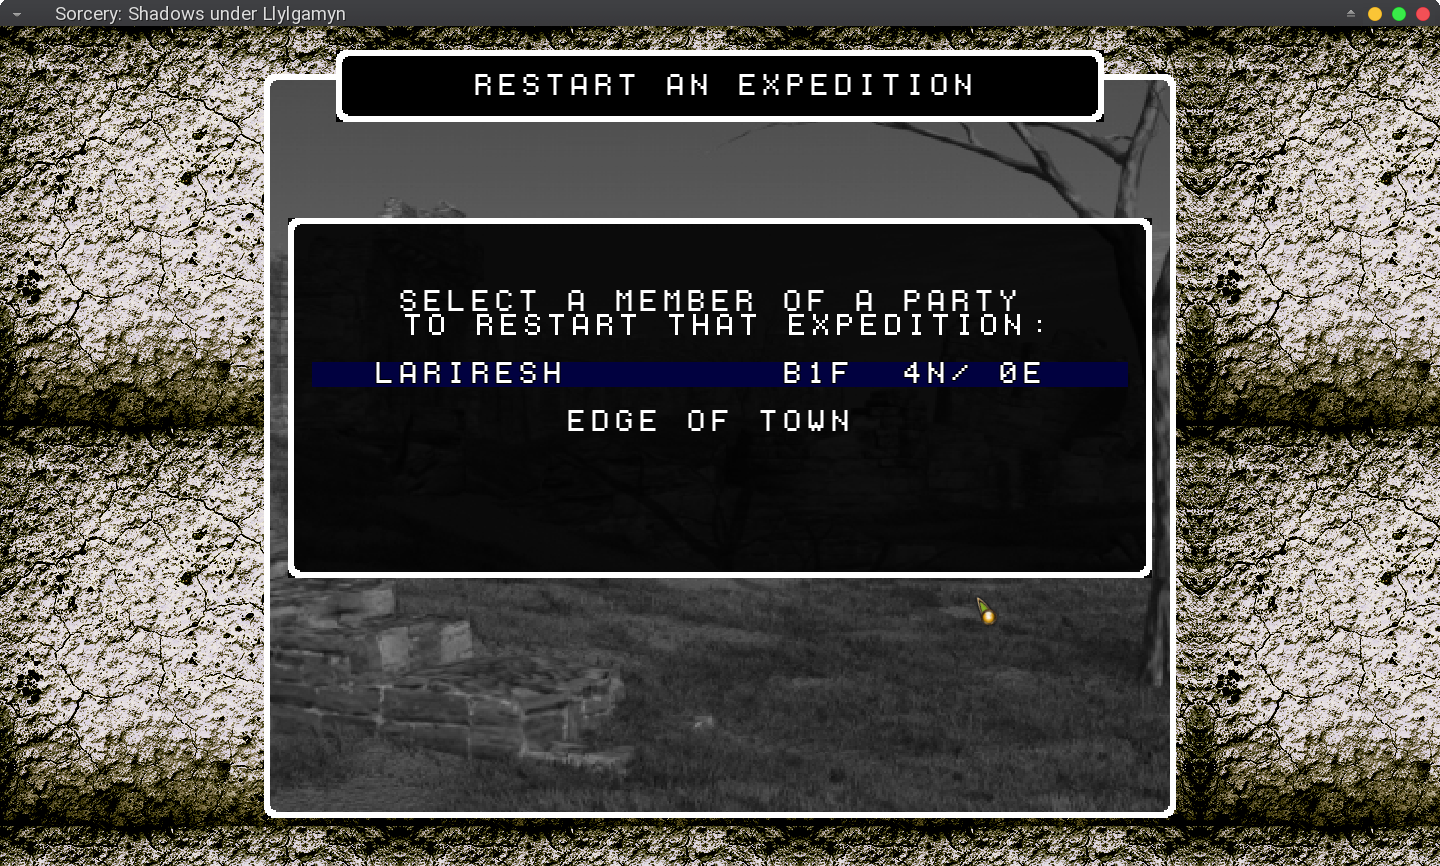 Sorcery: Shadows under Llylgamyn
RESTART AN EXPEDITION
SELECT A MEMBER OF A PARTY
TO RESTART THAT EXPEDITION:
LARIRESH B1F 4N/ 0E
EDGE OF TOWN